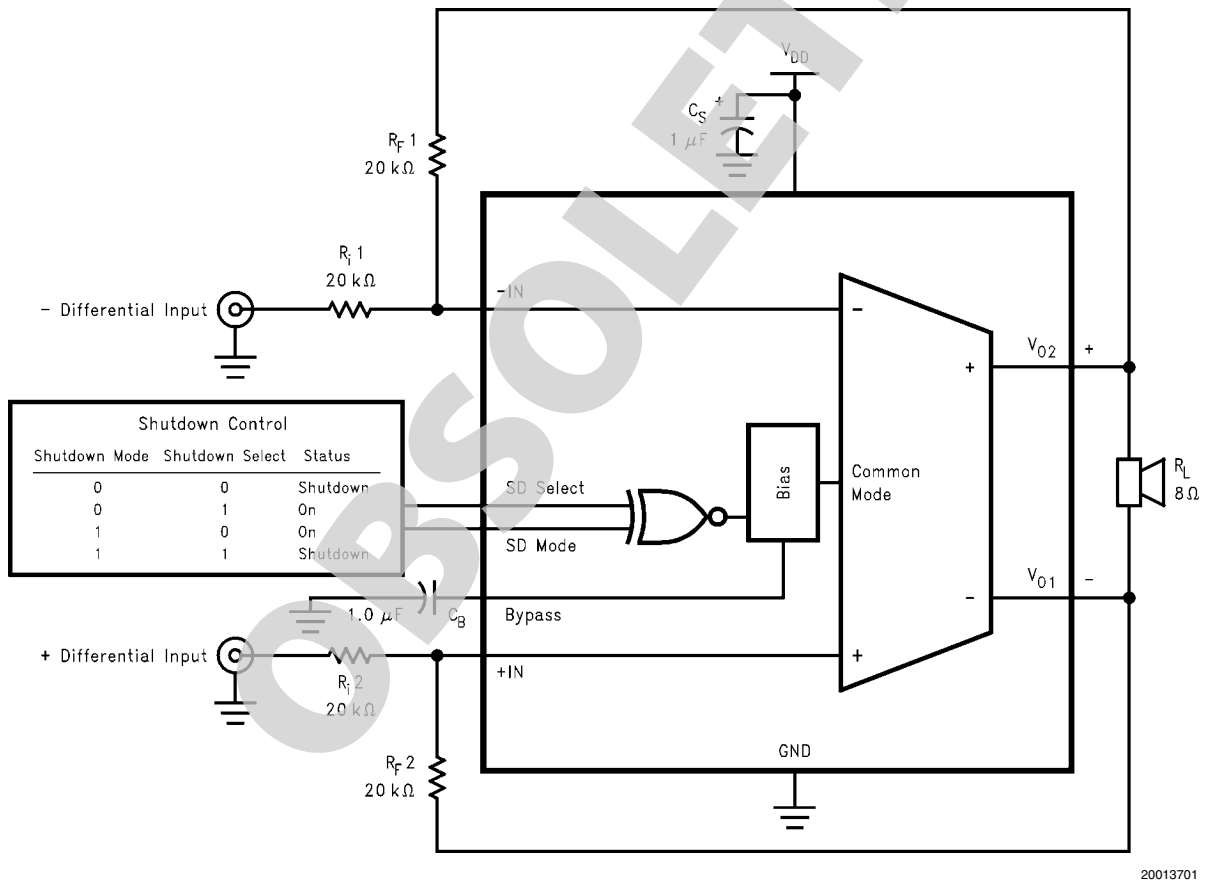 V_DD
C_S +
1 µF
R_F 1
20 kΩ
R_i 1
20 kΩ
- Differential Input
-IN
-
V_O2 +
+
Shutdown Control
Shutdown Mode Shutdown Select Status
0 0 Shutdown
0 1 On
1 0 On
1 1 Shutdown
SD Select
SD Mode
Bias
Common
Mode
R_L
8Ω
V_O1 -
-
1.0 µF C_B
Bypass
+ Differential Input
+IN
+
R_i 2
20 kΩ
R_F 2
20 kΩ
GND
20013701
OBSOLETE